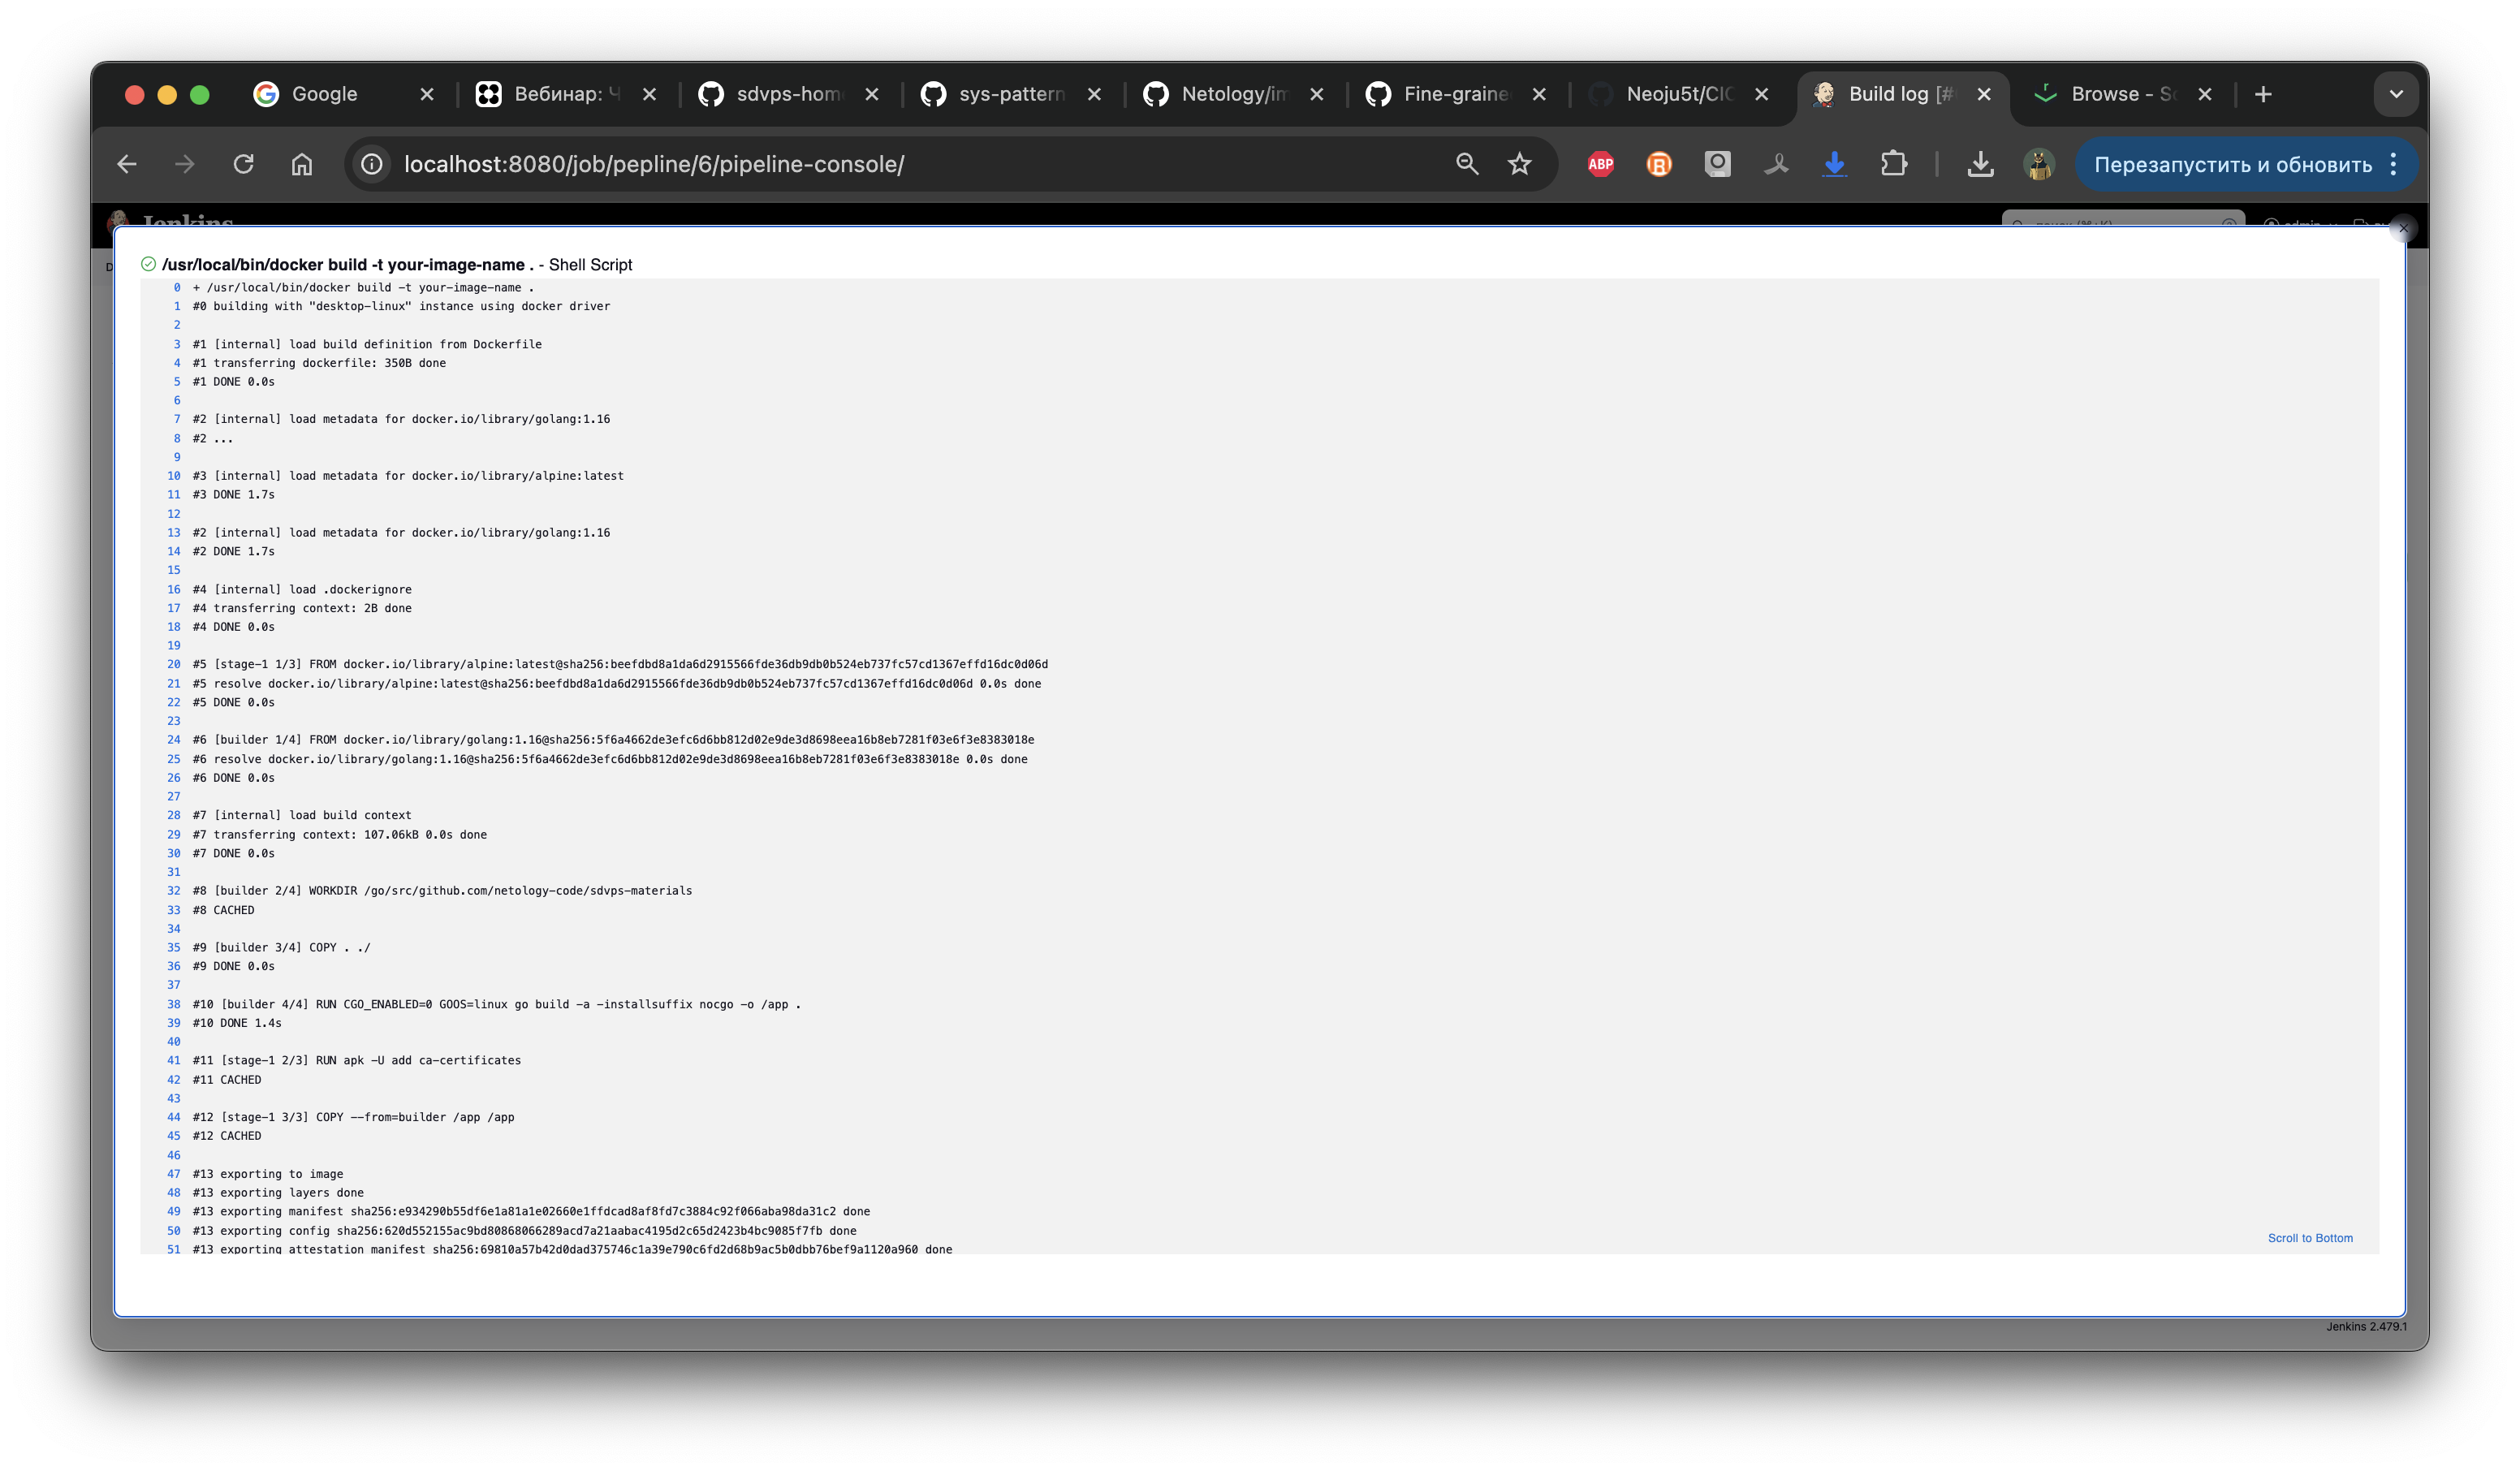 Google
Вебинар: Ч
sdvps-hom
sys-pattern
Netology/im
Fine-graine
Neoju5t/CIC
Build log [#
Browse - So
localhost:8080/job/pepline/6/pipeline-console/
ABP
Перезапустить и обновить
Jenkins
admin
/usr/local/bin/docker build -t your-image-name . - Shell Script
0 + /usr/local/bin/docker build -t your-image-name .
1 #0 building with "desktop-linux" instance using docker driver
2
3 #1 [internal] load build definition from Dockerfile
4 #1 transferring dockerfile: 350B done
5 #1 DONE 0.0s
6
7 #2 [internal] load metadata for docker.io/library/golang:1.16
8 #2 ...
9
10 #3 [internal] load metadata for docker.io/library/alpine:latest
11 #3 DONE 1.7s
12
13 #2 [internal] load metadata for docker.io/library/golang:1.16
14 #2 DONE 1.7s
15
16 #4 [internal] load .dockerignore
17 #4 transferring context: 2B done
18 #4 DONE 0.0s
19
20 #5 [stage-1 1/3] FROM docker.io/library/alpine:latest@sha256:beefdbd8a1da6d2915566fde36db9db0b524eb737fc57cd1367effd16dc0d06d
21 #5 resolve docker.io/library/alpine:latest@sha256:beefdbd8a1da6d2915566fde36db9db0b524eb737fc57cd1367effd16dc0d06d 0.0s done
22 #5 DONE 0.0s
23
24 #6 [builder 1/4] FROM docker.io/library/golang:1.16@sha256:5f6a4662de3efc6d6bb812d02e9de3d8698eea16b8eb7281f03e6f3e8383018e
25 #6 resolve docker.io/library/golang:1.16@sha256:5f6a4662de3efc6d6bb812d02e9de3d8698eea16b8eb7281f03e6f3e8383018e 0.0s done
26 #6 DONE 0.0s
27
28 #7 [internal] load build context
29 #7 transferring context: 107.06kB 0.0s done
30 #7 DONE 0.0s
31
32 #8 [builder 2/4] WORKDIR /go/src/github.com/netology-code/sdvps-materials
33 #8 CACHED
34
35 #9 [builder 3/4] COPY . ./
36 #9 DONE 0.0s
37
38 #10 [builder 4/4] RUN CGO_ENABLED=0 GOOS=linux go build -a -installsuffix nocgo -o /app .
39 #10 DONE 1.4s
40
41 #11 [stage-1 2/3] RUN apk -U add ca-certificates
42 #11 CACHED
43
44 #12 [stage-1 3/3] COPY --from=builder /app /app
45 #12 CACHED
46
47 #13 exporting to image
48 #13 exporting layers done
49 #13 exporting manifest sha256:e934290b55df6e1a81a1e02660e1ffdcad8af8fd7c3884c92f066aba98da31c2 done
50 #13 exporting config sha256:620d552155ac9bd80868066289acd7a21aabac4195d2c65d2423b4bc9085f7fb done
51 #13 exporting attestation manifest sha256:69810a57b42d0dad375746c1a39e790c6fd2d68b9ac5b0dbb76bef9a1120a960 done
Scroll to Bottom
Jenkins 2.479.1